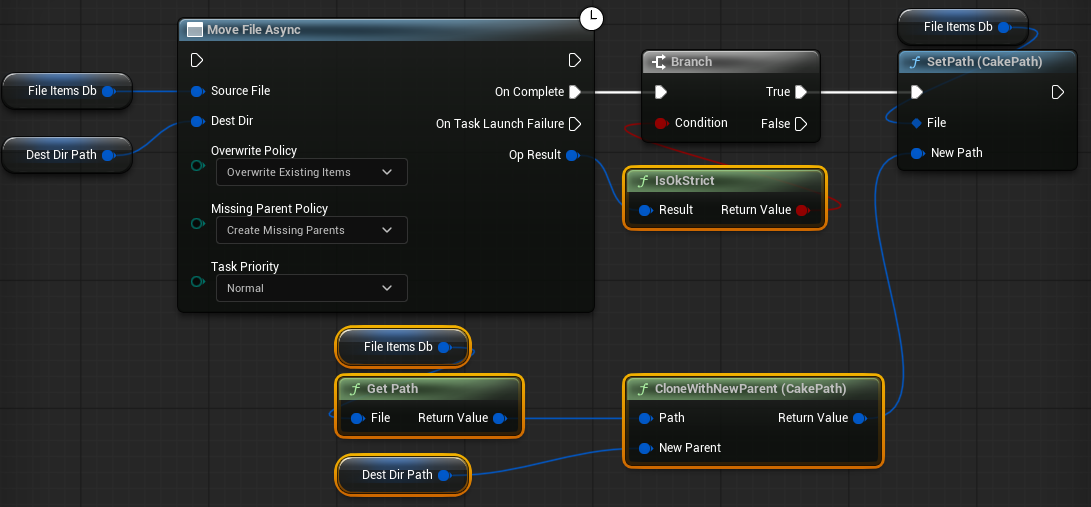 Move File Async
File Items Db
Source File
On Complete
Dest Dir
On Task Launch Failure
Dest Dir Path
Overwrite Policy
Op Result
Overwrite Existing Items
Missing Parent Policy
Create Missing Parents
Task Priority
Normal
Branch
True
Condition
False
IsOkStrict
Result
Return Value
File Items Db
SetPath (CakePath)
File
New Path
File Items Db
Get Path
File
Return Value
Dest Dir Path
CloneWithNewParent (CakePath)
Path
Return Value
New Parent